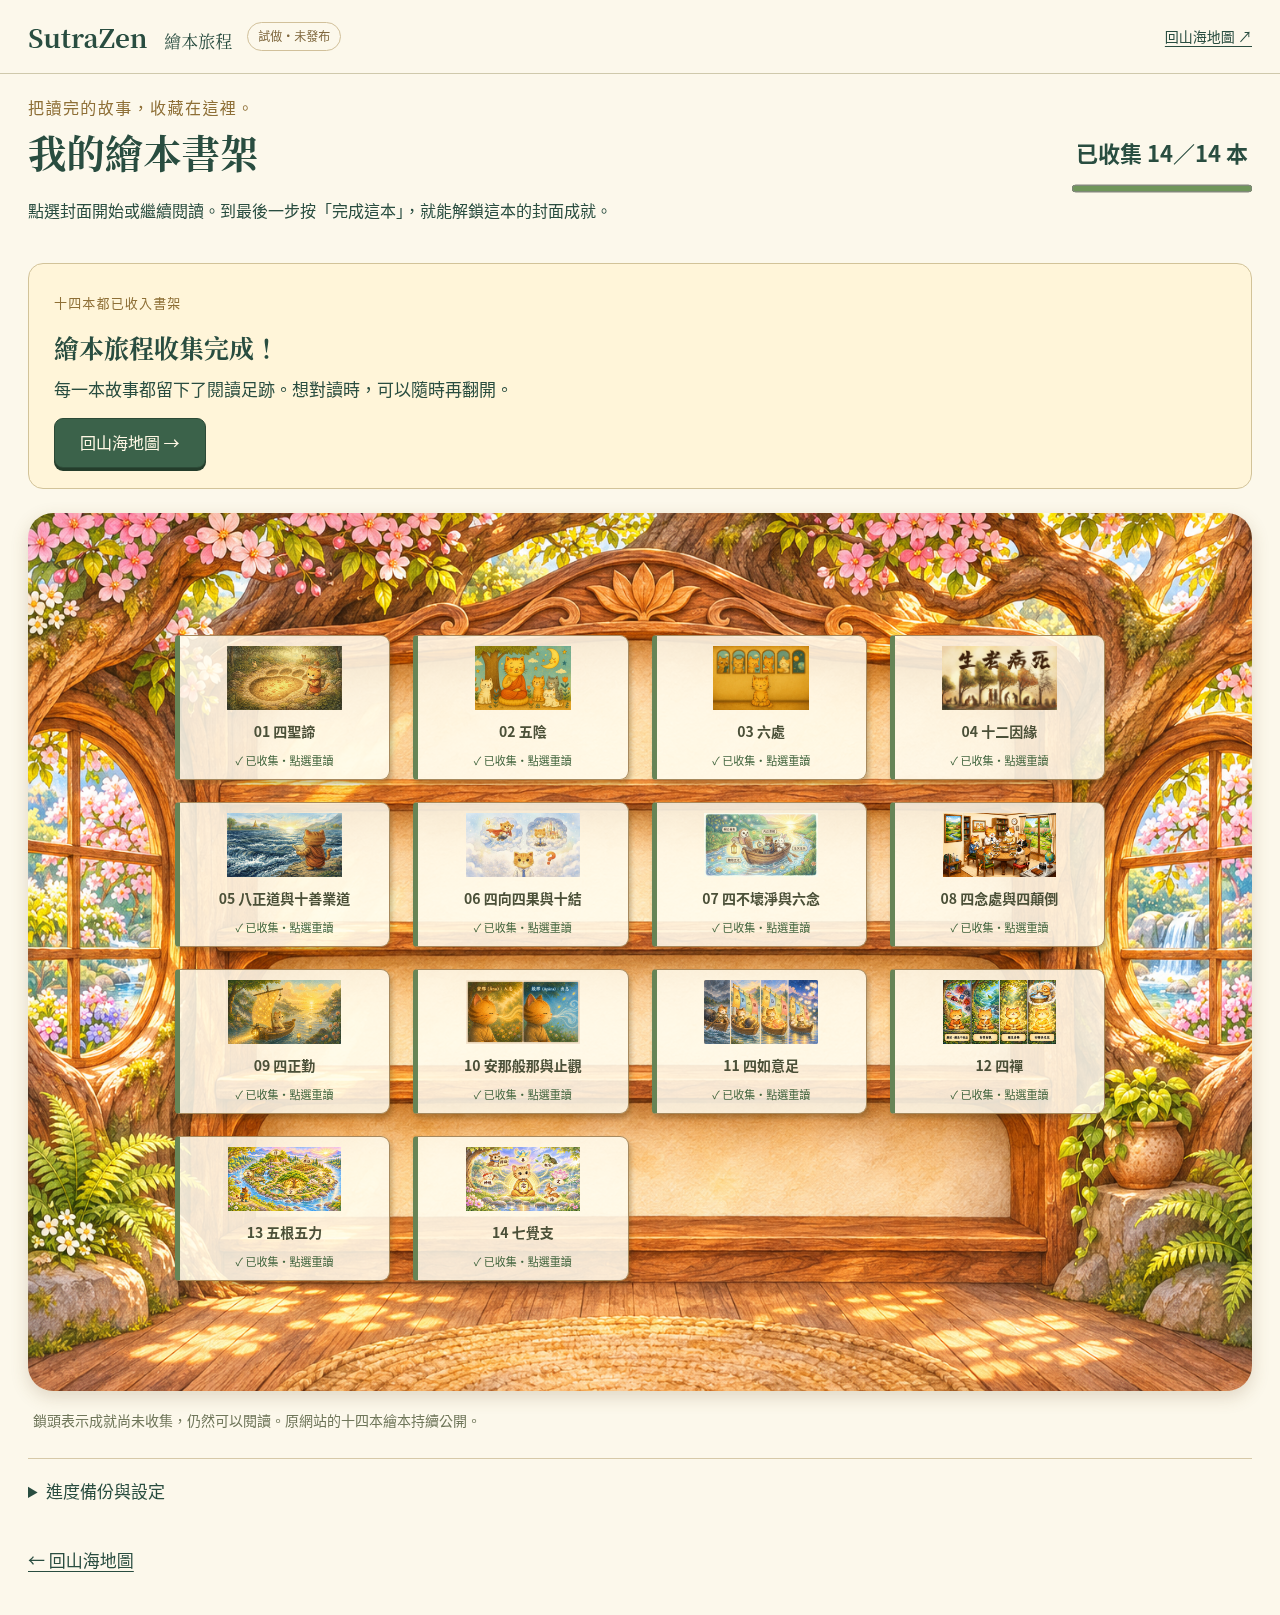 SutraZen 繪本旅程 試做・未發布 回山海地圖 ↗
把讀完的故事，收藏在這裡。
我的繪本書架
已收集 14／14 本
點選封面開始或繼續閱讀。到最後一步按「完成這本」，就能解鎖這本的封面成就。
十四本都已收入書架
繪本旅程收集完成！
每一本故事都留下了閱讀足跡。想對讀時，可以隨時再翻開。
回山海地圖 →
生老病死
01 四聖諦
✓ 已收集・點選重讀
02 五陰
✓ 已收集・點選重讀
03 六處
✓ 已收集・點選重讀
04 十二因緣
✓ 已收集・點選重讀
05 八正道與十善業道
✓ 已收集・點選重讀
06 四向四果與十結
✓ 已收集・點選重讀
07 四不壞淨與六念
✓ 已收集・點選重讀
08 四念處與四顛倒
✓ 已收集・點選重讀
09 四正勤
✓ 已收集・點選重讀
10 安那般那與止觀
✓ 已收集・點選重讀
11 四如意足
✓ 已收集・點選重讀
12 四禪
✓ 已收集・點選重讀
13 五根五力
✓ 已收集・點選重讀
14 七覺支
✓ 已收集・點選重讀
鎖頭表示成就尚未收集，仍然可以閱讀。原網站的十四本繪本持續公開。
▶ 進度備份與設定
← 回山海地圖